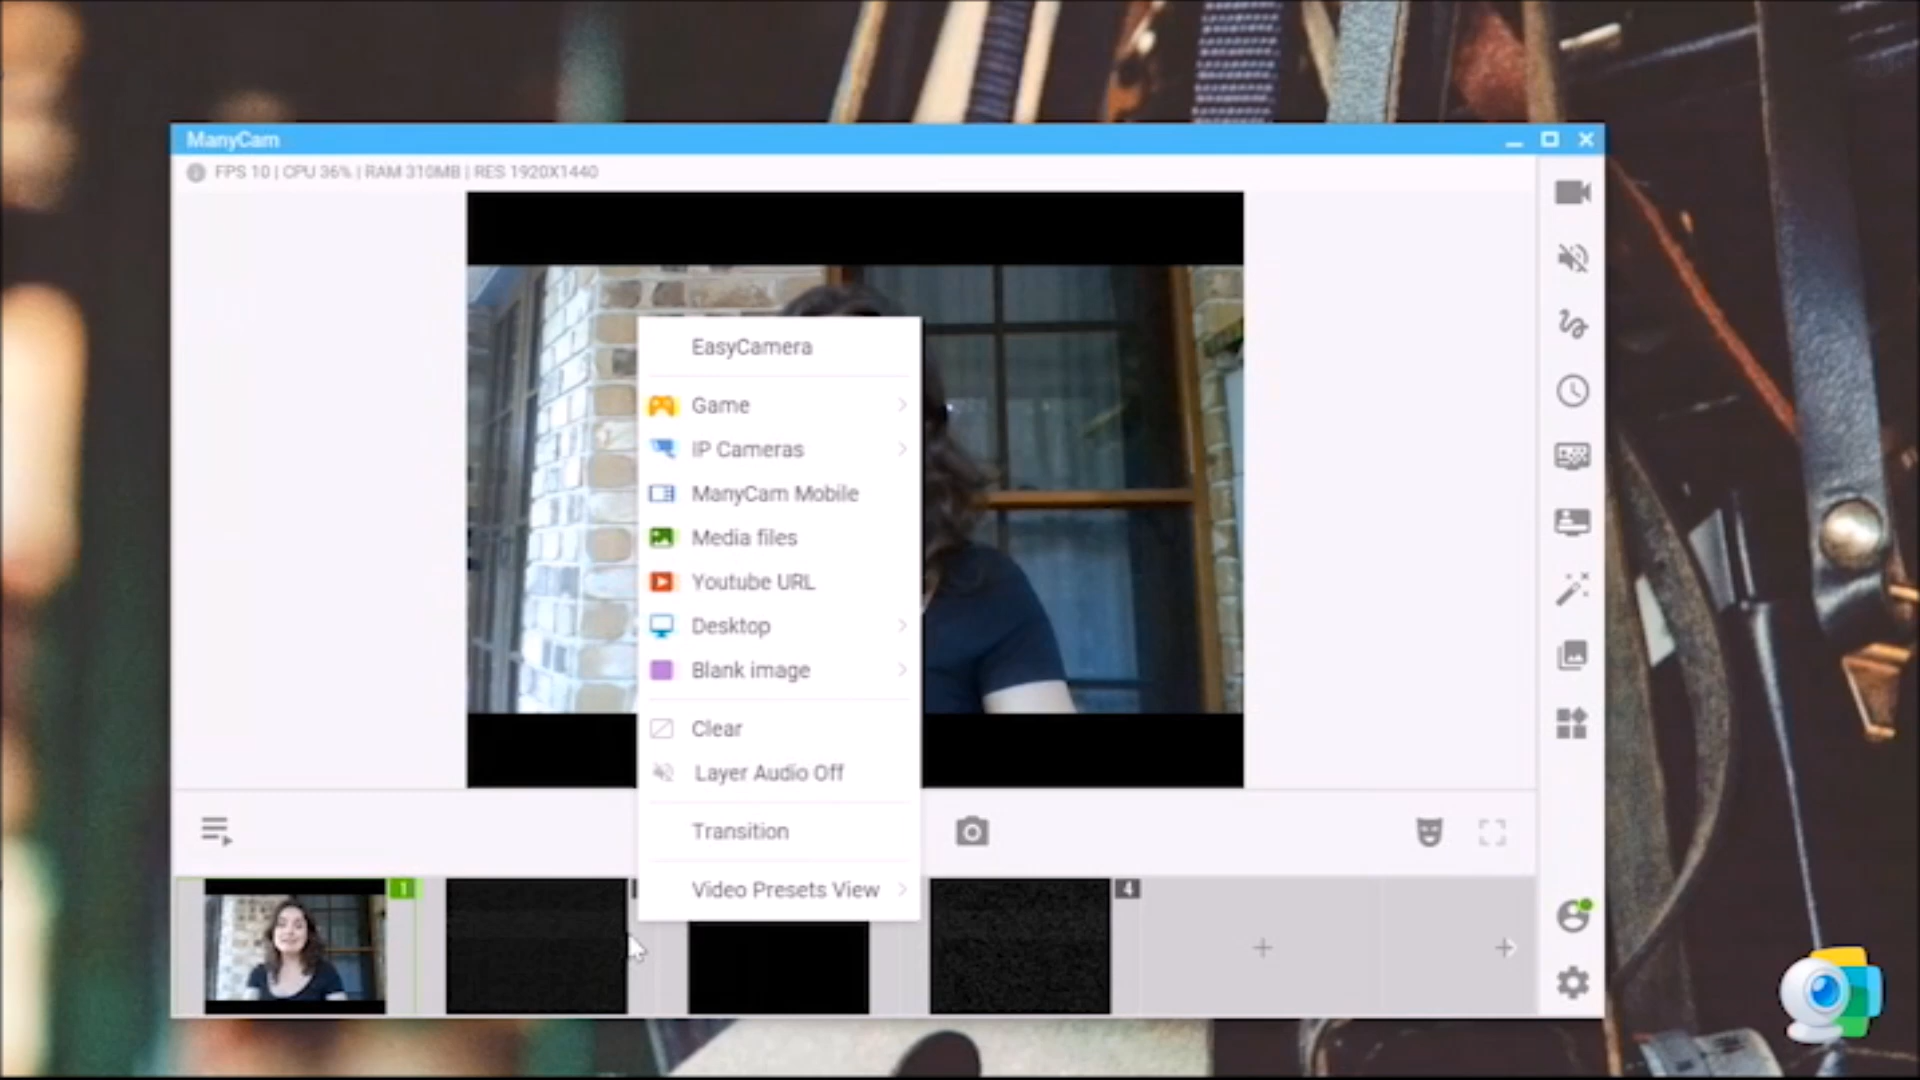 ManyCam
FPS 10 | CPU 36% | RAM 310MB | RES 1920X1440
EasyCamera
Game
IP Cameras
ManyCam Mobile
Media files
Youtube URL
Desktop
Blank image
Clear
Layer Audio Off
Transition
Video Presets View
1
4